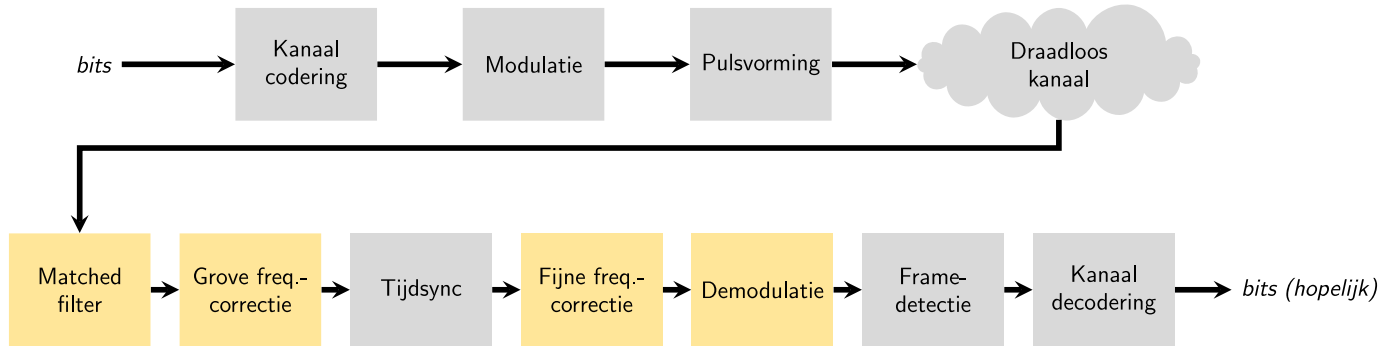 bits
Kanaal
codering
Modulatie
Pulsvorming
Draadloos
kanaal
Matched
filter
Grove freq.-
correctie
Tijdsync
Fijne freq.-
correctie
Demodulatie
Frame-
detectie
Kanaal
decodering
bits (hopelijk)